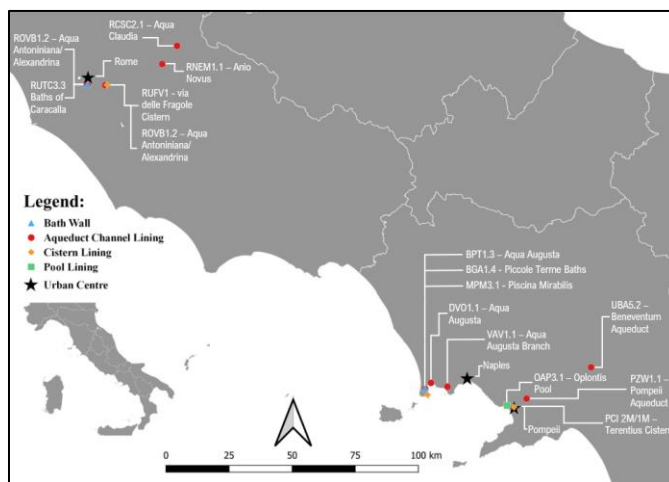 ROVB1.2 – Aqua
Antoniniana/
Alexandrina
RCSC2.1 – Aqua
Claudia
Rome
RNEM1.1 – Anio
Novus
RUTC3.3
Baths of
Caracalla
RUFV1 - via
delle Fragole
Cistern
ROVB1.2 – Aqua
Antoniniana/
Alexandrina
Legend:
Bath Wall
Aqueduct Channel Lining
Cistern Lining
Pool Lining
Urban Centre
BPT1.3 – Aqua Augusta
BGA1.4 - Piccole Terme Baths
MPM3.1 - Piscina Mirabilis
DVO1.1 – Aqua
Augusta
VAV1.1 – Aqua
Augusta Branch
UBA5.2 –
Beneventum
Aqueduct
Naples
OAP3.1 – Oplontis
Pool
PZW1.1 –
Pompeii
Aqueduct
PCI 2M/1M –
Terentius Cistern
Pompeii
0 25 50 75 100 km